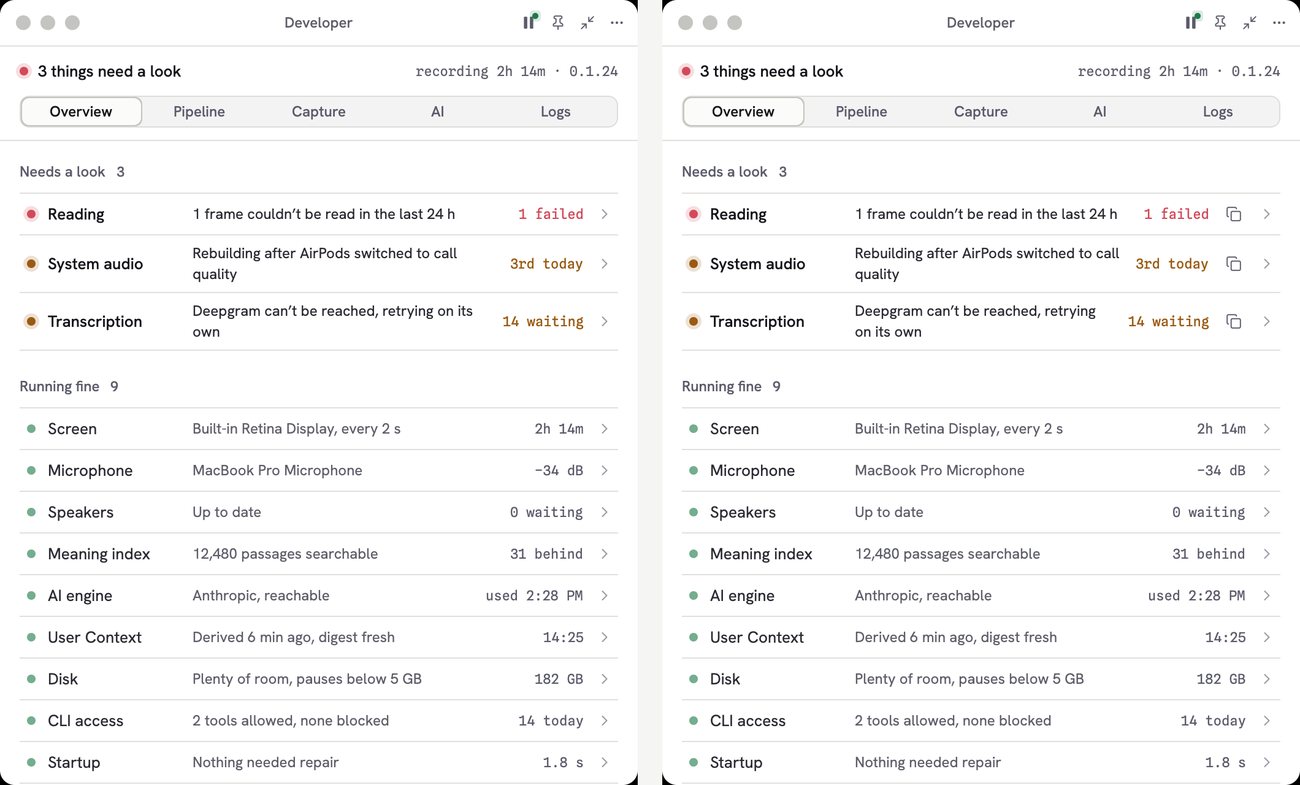 Developer
3 things need a look
recording 2h 14m · 0.1.24
Overview Pipeline Capture AI Logs
Needs a look 3
Reading 1 frame couldn’t be read in the last 24 h 1 failed
System audio Rebuilding after AirPods switched to call
quality 3rd today
Transcription Deepgram can’t be reached, retrying on its
own 14 waiting
Running fine 9
Screen Built-in Retina Display, every 2 s 2h 14m
Microphone MacBook Pro Microphone −34 dB
Speakers Up to date 0 waiting
Meaning index 12,480 passages searchable 31 behind
AI engine Anthropic, reachable used 2:28 PM
User Context Derived 6 min ago, digest fresh 14:25
Disk Plenty of room, pauses below 5 GB 182 GB
CLI access 2 tools allowed, none blocked 14 today
Startup Nothing needed repair 1.8 s
Developer
3 things need a look
recording 2h 14m · 0.1.24
Overview Pipeline Capture AI Logs
Needs a look 3
Reading 1 frame couldn’t be read in the last 24 h 1 failed
System audio Rebuilding after AirPods switched to call
quality 3rd today
Transcription Deepgram can’t be reached, retrying
on its own 14 waiting
Running fine 9
Screen Built-in Retina Display, every 2 s 2h 14m
Microphone MacBook Pro Microphone −34 dB
Speakers Up to date 0 waiting
Meaning index 12,480 passages searchable 31 behind
AI engine Anthropic, reachable used 2:28 PM
User Context Derived 6 min ago, digest fresh 14:25
Disk Plenty of room, pauses below 5 GB 182 GB
CLI access 2 tools allowed, none blocked 14 today
Startup Nothing needed repair 1.8 s